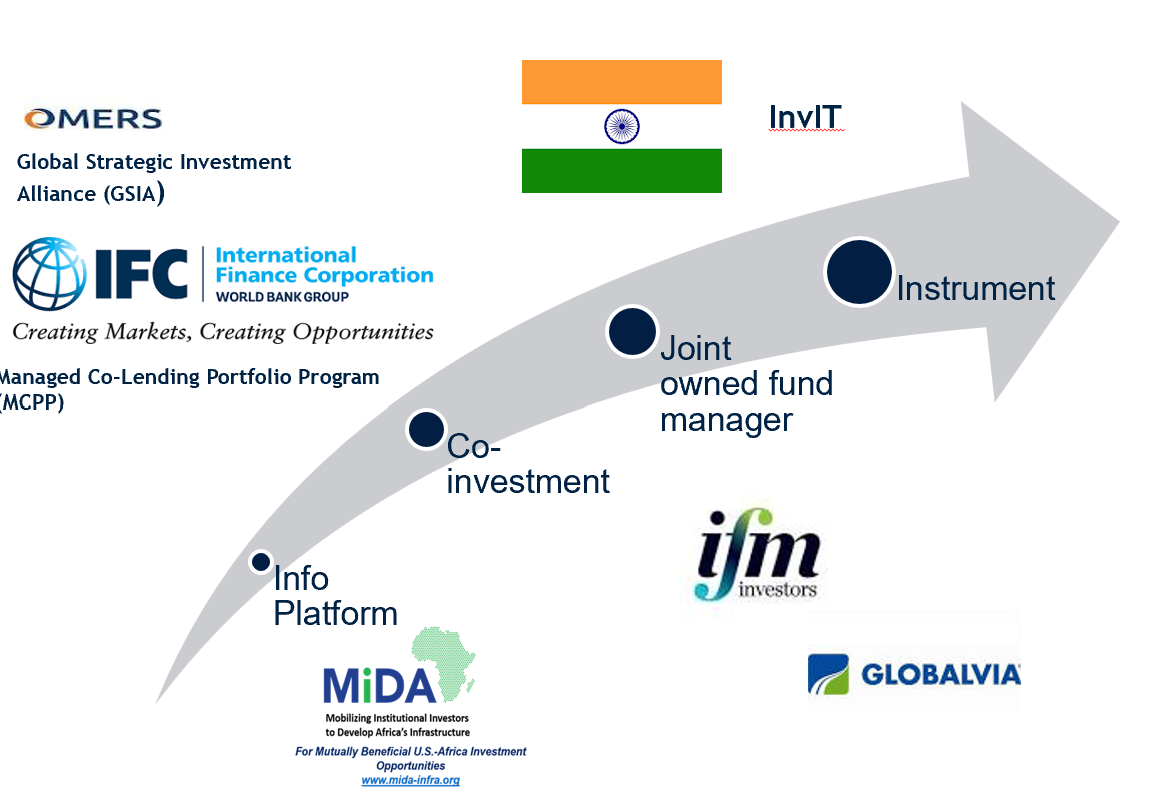 OMERS
Global Strategic Investment
Alliance (GSIA)
InvIT
IFC
International
Finance Corporation
WORLD BANK GROUP
Creating Markets, Creating Opportunities
Managed Co-Lending Portfolio Program
(MCPP)
Instrument
Joint
owned fund
manager
Co-
investment
Info
Platform
ifm
investors
GLOBALVIA
MiDA
Mobilizing Institutional Investors
to Develop Africa's Infrastructure
For Mutually Beneficial U.S.-Africa Investment
Opportunities
www.mida-infra.org